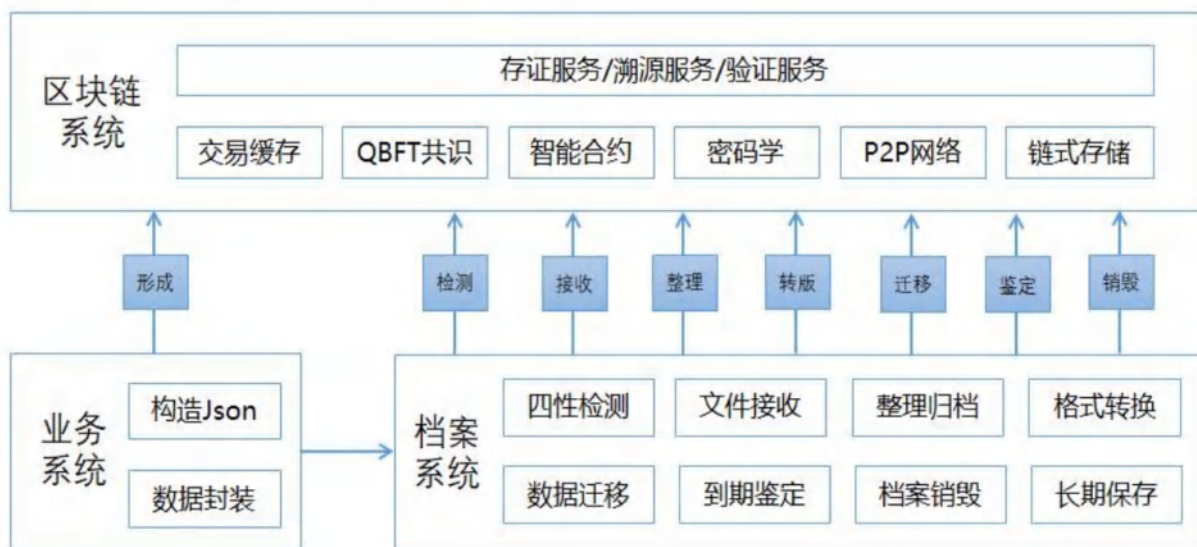 存证服务/溯源服务/验证服务
区块链
系统
交易缓存
QBFT共识
智能合约
密码学
P2P网络
链式存储
形成
检测
接收
整理
转版
迁移
鉴定
销毁
业务
系统
构造Json
数据封装
档案
系统
四性检测
文件接收
整理归档
格式转换
数据迁移
到期鉴定
档案销毁
长期保存